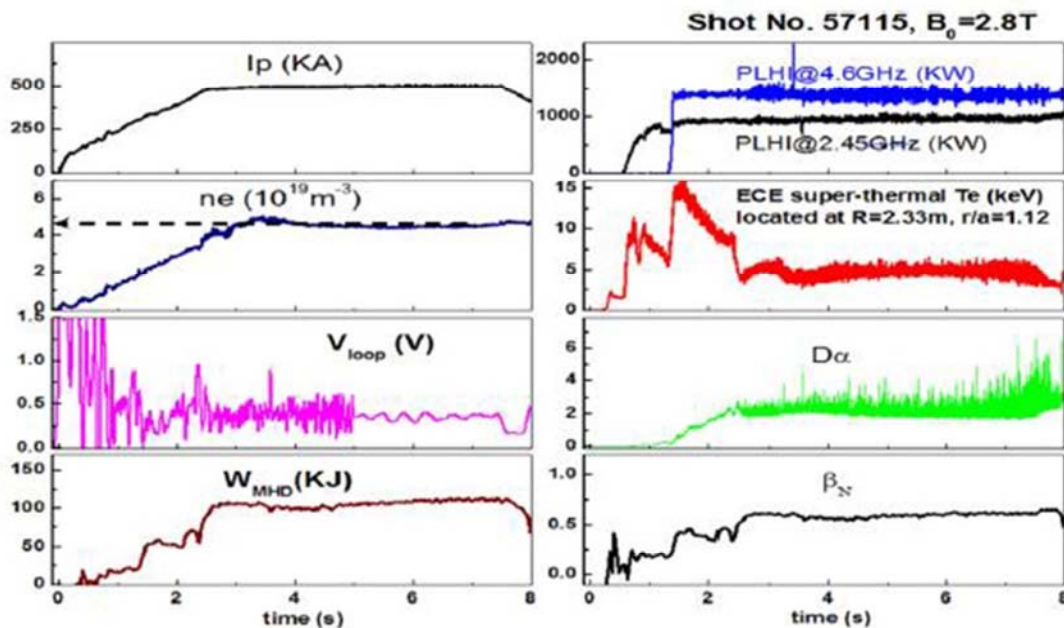 Shot No. 57115, B0=2.8T
Ip (KA)
500
250
0
ne (10^19 m^-3)
6
4
2
0
Vloop (V)
1.5
1.0
0.5
0.0
WMHD(KJ)
150
100
50
0
0 2 4 6 8
time (s)
PLHI@4.6GHz (KW)
PLHI@2.45GHz (KW)
2000
1000
0
ECE super-thermal Te (keV)
located at R=2.33m, r/a=1.12
15
10
5
0
Dα
6
4
2
0
βN
1.0
0.5
0.0
0 2 4 6 8
time (s)